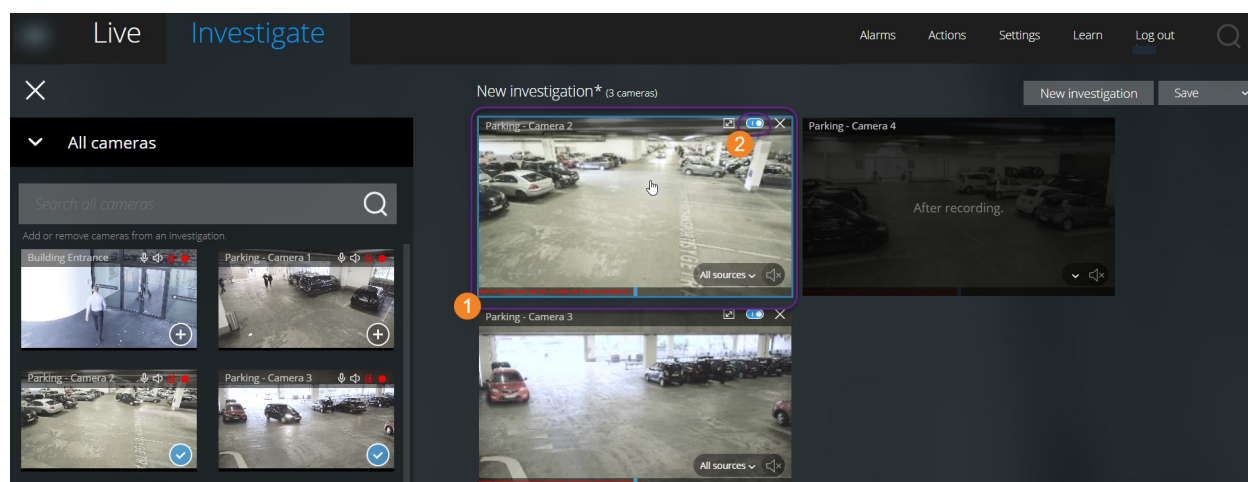 Live Investigate Alarms Actions Settings Learn Log out
New investigation* (3 cameras) New investigation Save
All cameras
Search all cameras
Add or remove cameras from an investigation.
Building Entrance
Parking - Camera 1
Parking - Camera 2
Parking - Camera 3
Parking - Camera 2
2
All sources
1
Parking - Camera 4
After recording.
Parking - Camera 3
All sources